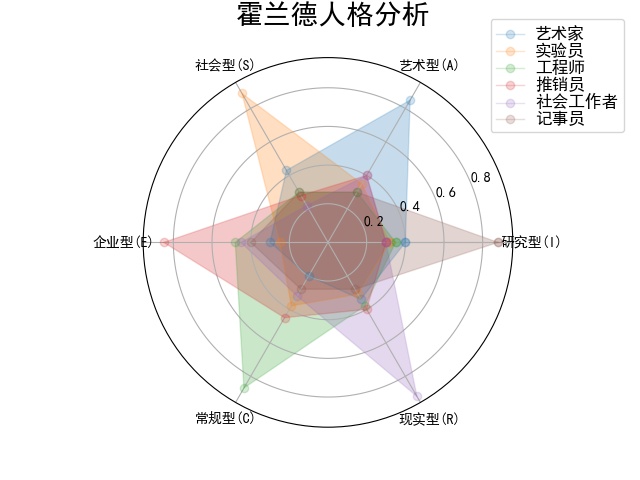 霍兰德人格分析
艺术家
实验员
工程师
推销员
社会工作者
记事员
社会型(S)
艺术型(A)
0.8
0.6
0.4
0.2
企业型(E)
研究型(I)
常规型(C)
现实型(R)